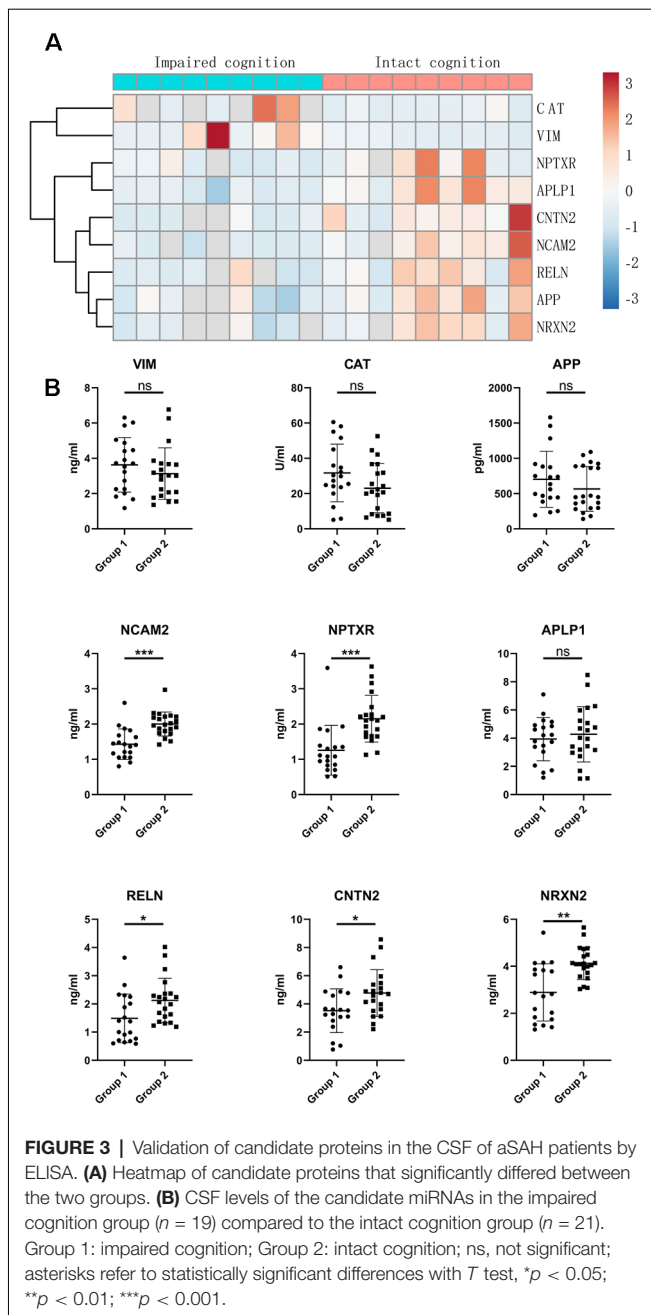 A
Impaired cognition Intact cognition
CAT
VIM
NPTXR
APLP1
CNTN2
NCAM2
RELN
APP
NRXN2
3
2
1
0
-1
-2
-3
B
VIM
ns
ng/ml
8
6
4
2
0
Group 1
Group 2
CAT
ns
U/ml
80
60
40
20
0
Group 1
Group 2
APP
ns
pg/ml
2000
1500
1000
500
0
Group 1
Group 2
NCAM2
***
ng/ml
4
3
2
1
0
Group 1
Group 2
NPTXR
***
ng/ml
4
3
2
1
0
Group 1
Group 2
APLP1
ns
ng/ml
10
8
6
4
2
0
Group 1
Group 2
RELN
*
ng/ml
5
4
3
2
1
0
Group 1
Group 2
CNTN2
*
ng/ml
10
8
6
4
2
0
Group 1
Group 2
NRXN2
**
ng/ml
6
4
2
0
Group 1
Group 2
FIGURE 3 | Validation of candidate proteins in the CSF of aSAH patients by
ELISA. (A) Heatmap of candidate proteins that significantly differed between
the two groups. (B) CSF levels of the candidate miRNAs in the impaired
cognition group (n = 19) compared to the intact cognition group (n = 21).
Group 1: impaired cognition; Group 2: intact cognition; ns, not significant;
asterisks refer to statistically significant differences with T test, *p < 0.05;
**p < 0.01; ***p < 0.001.